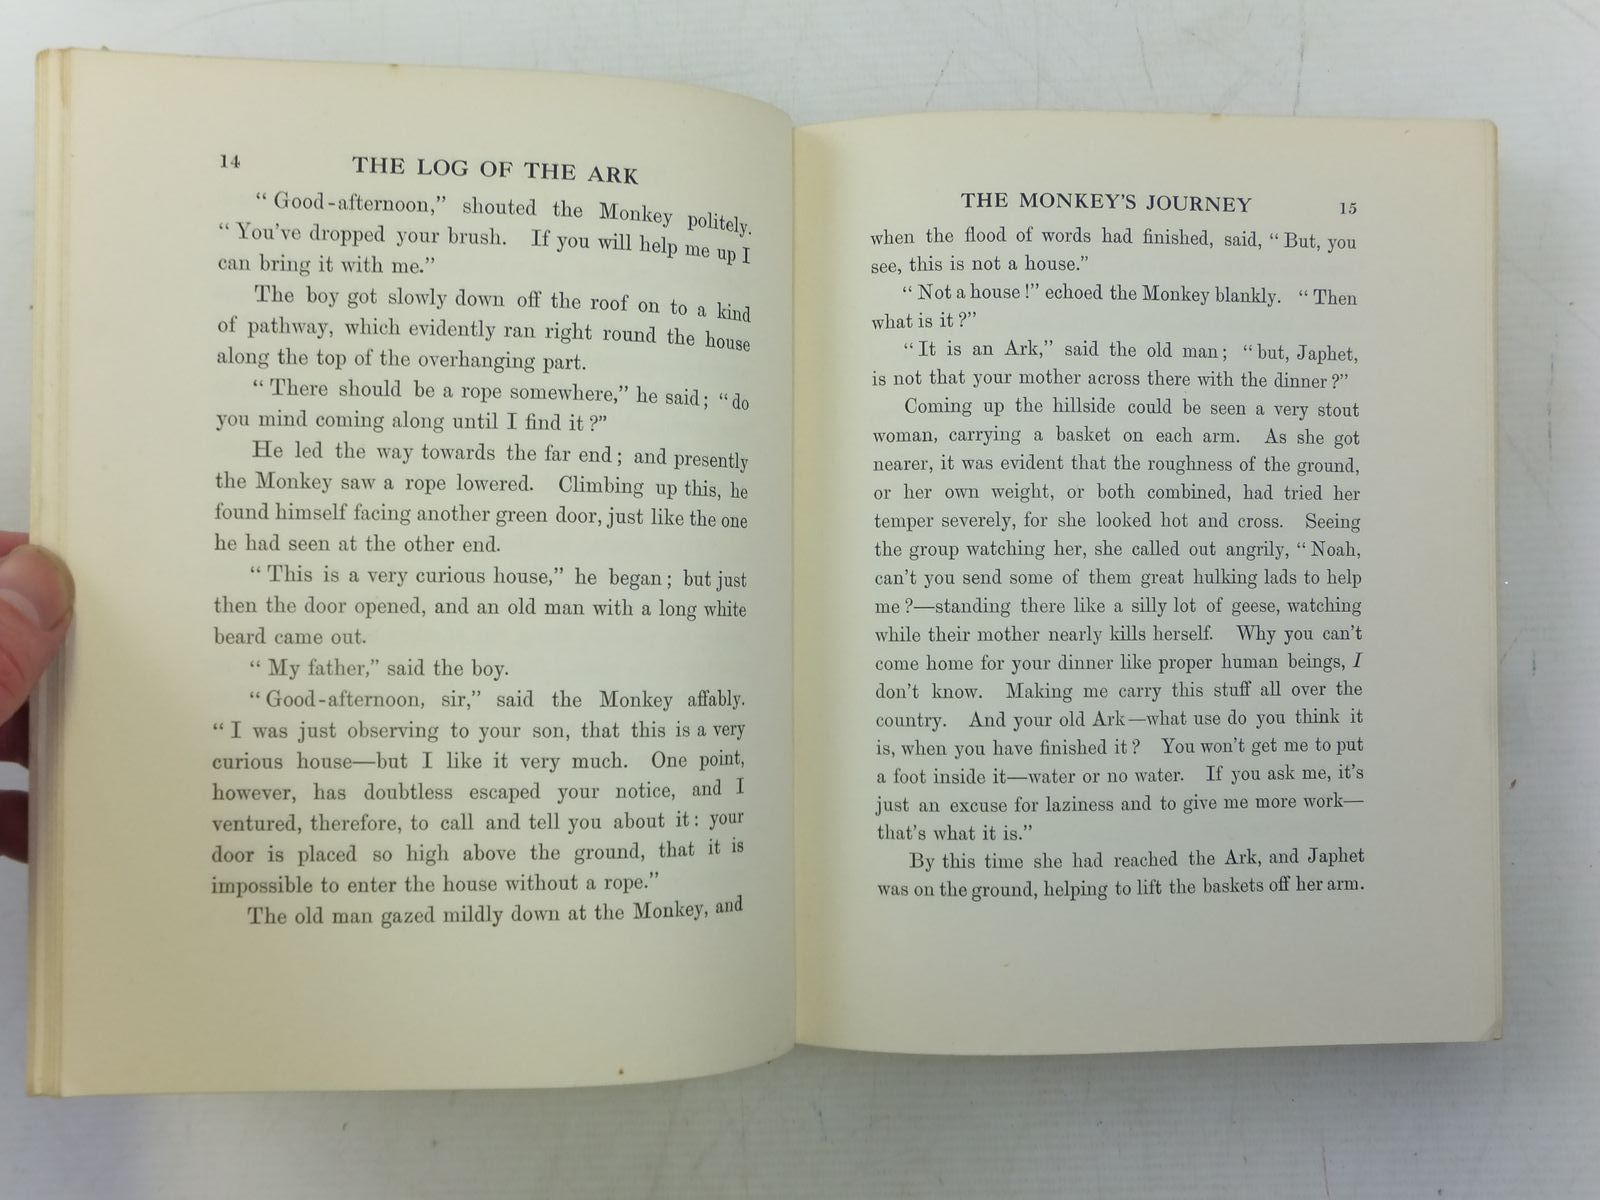 14 THE LOG OF THE ARK
“ Good-afternoon,” shouted the Monkey politely.
“ You’ve dropped your brush. If you will help me up I
can bring it with me.”
The boy got slowly down off the roof on to a kind
of pathway, which evidently ran right round the house
along the top of the overhanging part.
“ There should be a rope somewhere,” he said ; “ do
you mind coming along until I find it ?”
He led the way towards the far end ; and presently
the Monkey saw a rope lowered. Climbing up this, he
found himself facing another green door, just like the one
he had seen at the other end.
“ This is a very curious house,” he began ; but just
then the door opened, and an old man with a long white
beard came out.
“ My father,” said the boy.
“ Good-afternoon, sir,” said the Monkey affably.
“ I was just observing to your son, that this is a very
curious house—but I like it very much. One point,
however, has doubtless escaped your notice, and I
ventured, therefore, to call and tell you about it : your
door is placed so high above the ground, that it is
impossible to enter the house without a rope.”
The old man gazed mildly down at the Monkey, and
THE MONKEY’S JOURNEY 15
when the flood of words had finished, said, “ But, you
see, this is not a house.”
“ Not a house !” echoed the Monkey blankly. “ Then
what is it ?”
“ It is an Ark,” said the old man ; “ but, Japhet,
is not that your mother across there with the dinner ?”
Coming up the hillside could be seen a very stout
woman, carrying a basket on each arm. As she got
nearer, it was evident that the roughness of the ground,
or her own weight, or both combined, had tried her
temper severely, for she looked hot and cross. Seeing
the group watching her, she called out angrily, “ Noah,
can’t you send some of them great hulking lads to help
me ?—standing there like a silly lot of geese, watching
while their mother nearly kills herself. Why you can’t
come home for your dinner like proper human beings, I
don’t know. Making me carry this stuff all over the
country. And your old Ark—what use do you think it
is, when you have finished it ? You won’t get me to put
a foot inside it—water or no water. If you ask me, it’s
just an excuse for laziness and to give me more work—
that’s what it is.”
By this time she had reached the Ark, and Japhet
was on the ground, helping to lift the baskets off her arm.